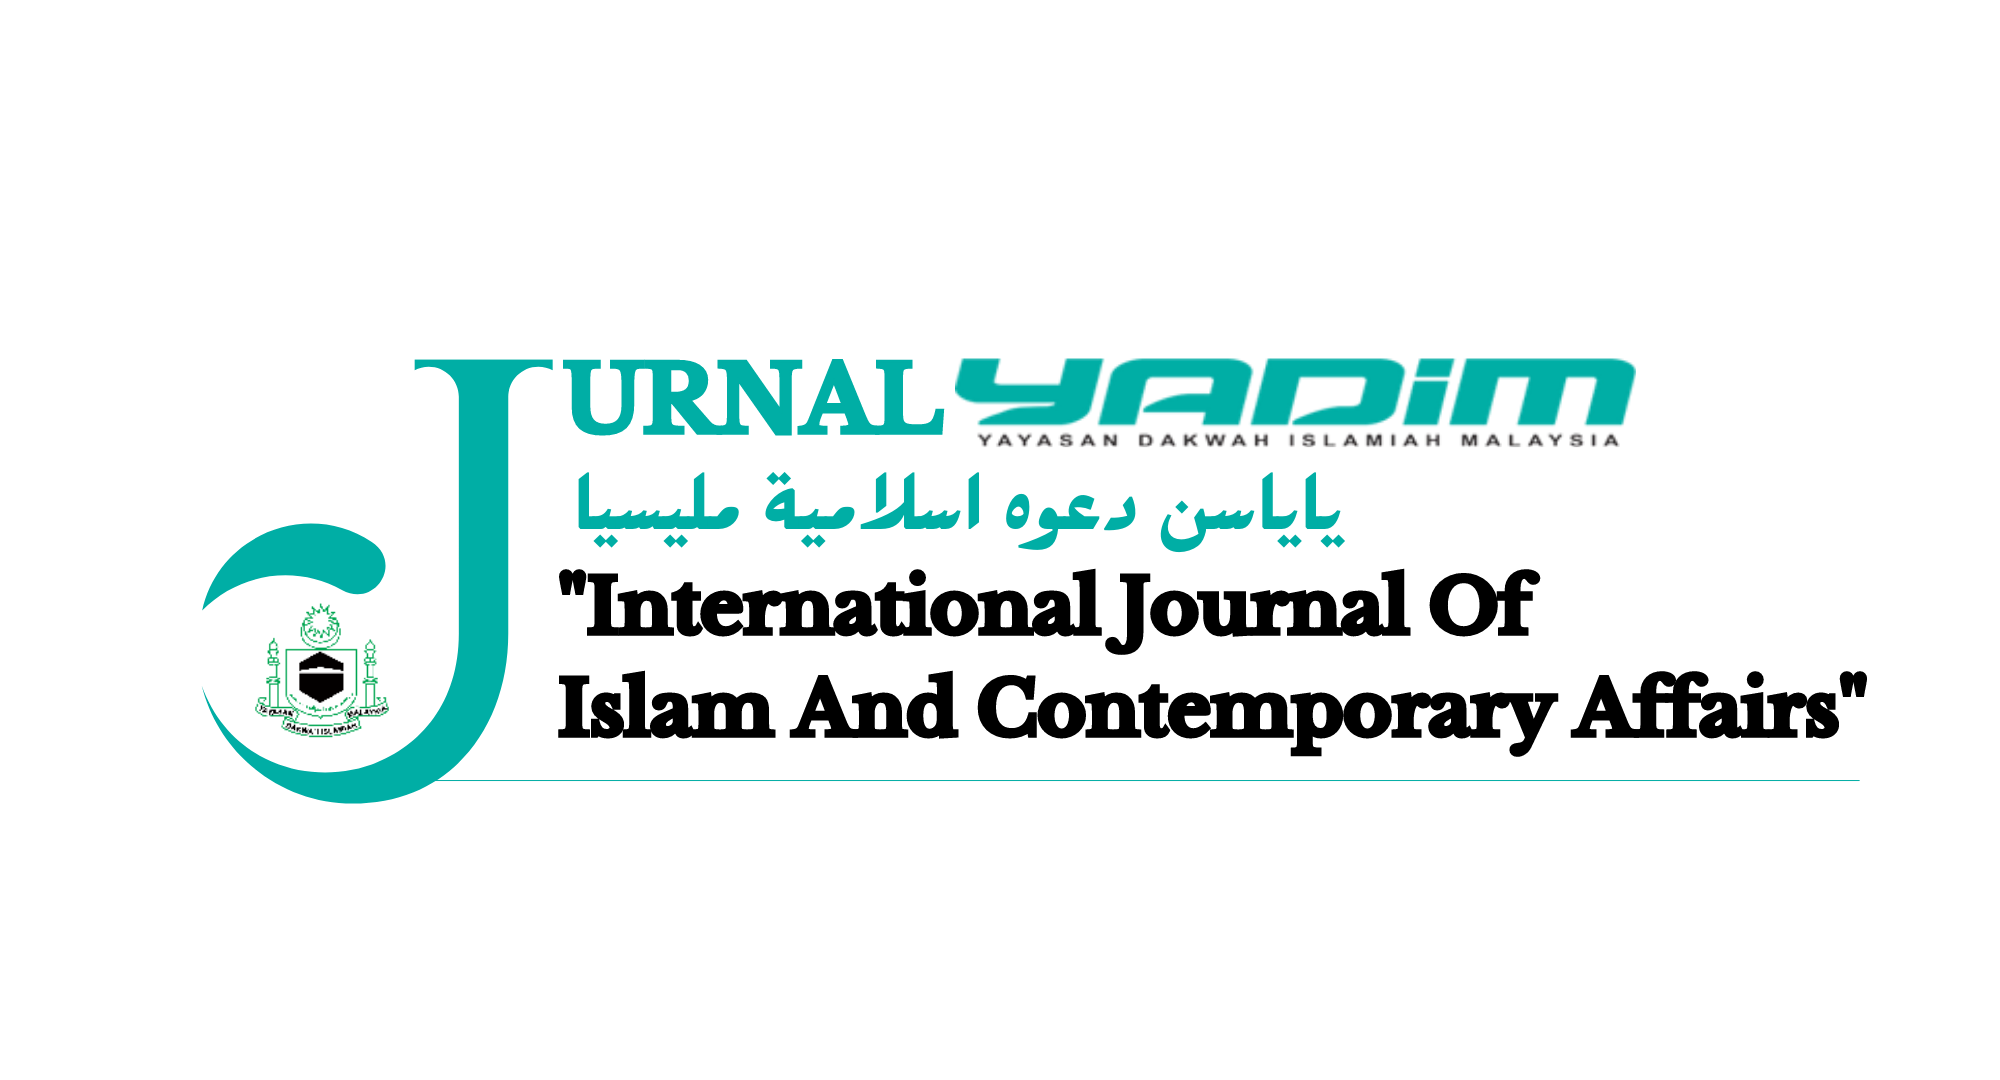 JURNAL YADiM
YAYASAN DAKWAH ISLAMIAH MALAYSIA
ياياسن دعوه اسلامية مليسيا
"International Journal Of
Islam And Contemporary Affairs"